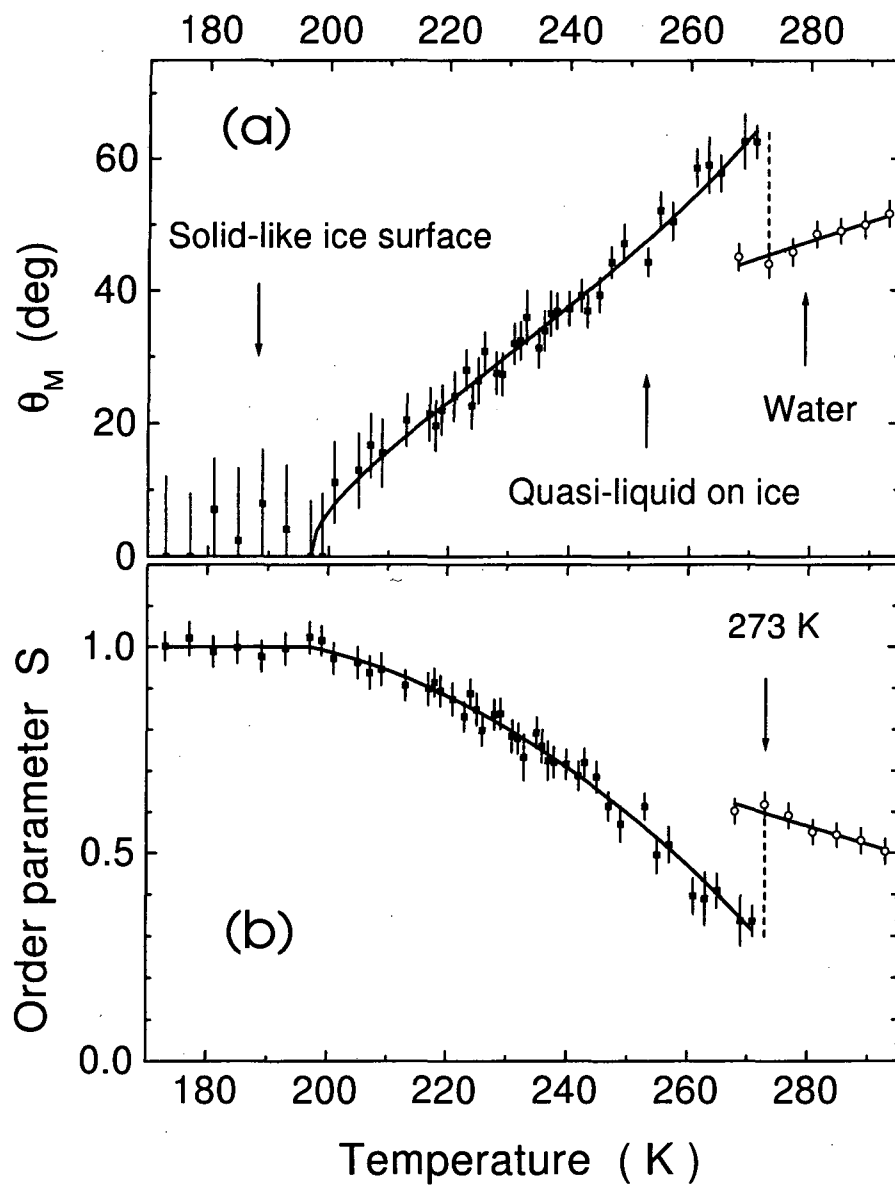 180 200 220 240 260 280
(a)
60
Solid-like ice surface
40
θM (deg)
Water
20
Quasi-liquid on ice
0
(b)
273 K
1.0
Order parameter S
0.5
0.0
180 200 220 240 260 280
Temperature ( K )